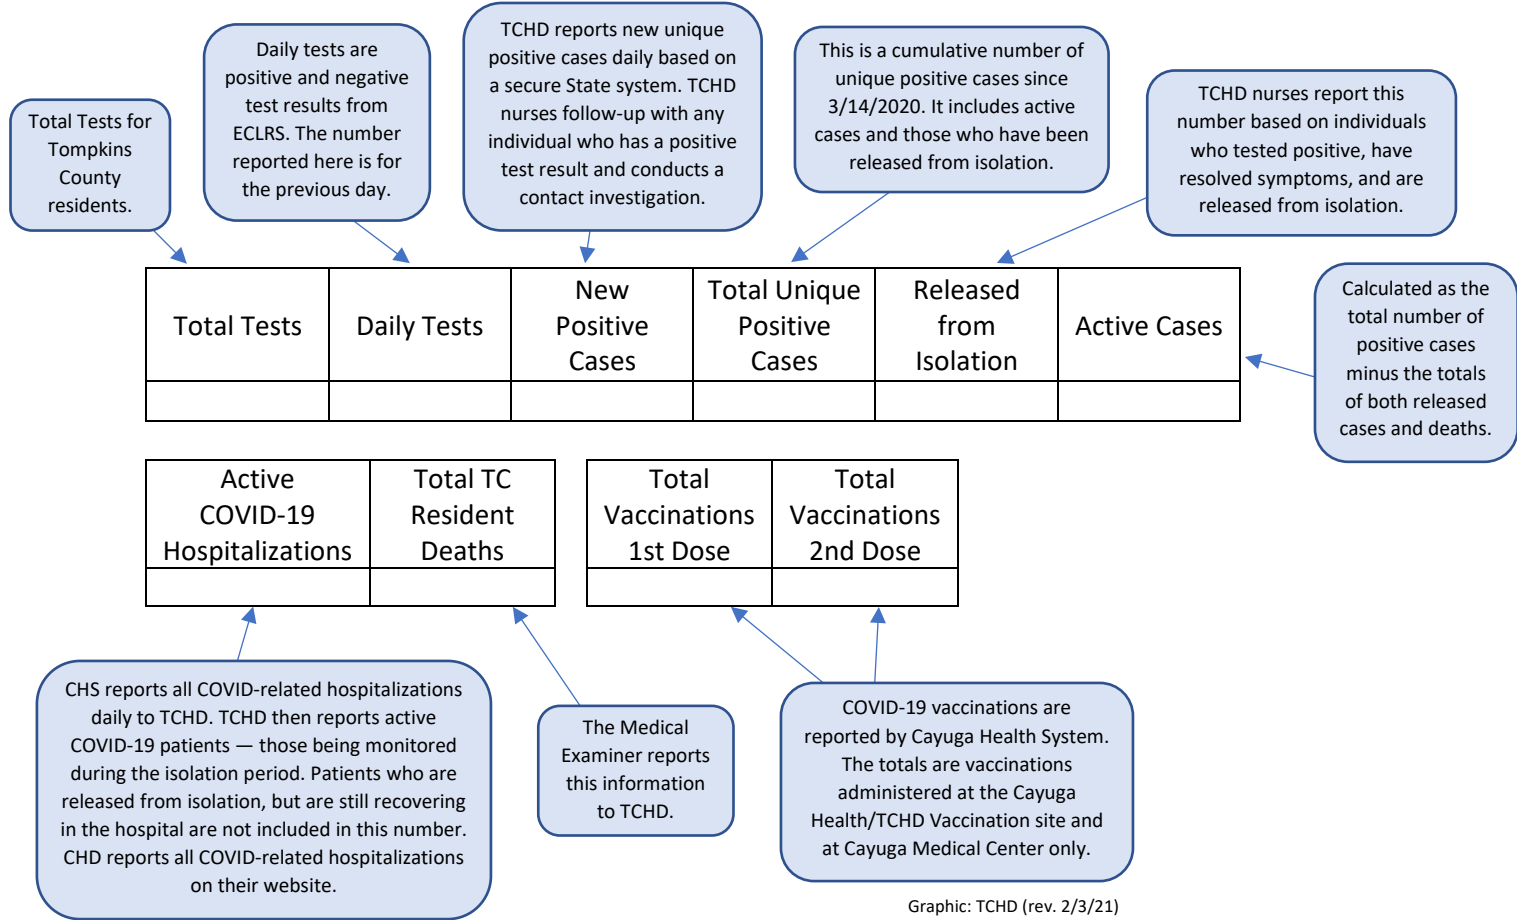 Total Tests for
Tompkins
County
residents.
Daily tests are
positive and negative
test results from
ECLRS. The number
reported here is for
the previous day.
TCHD reports new unique
positive cases daily based on
a secure State system. TCHD
nurses follow-up with any
individual who has a positive
test result and conducts a
contact investigation.
This is a cumulative number of
unique positive cases since
3/14/2020. It includes active
cases and those who have been
released from isolation.
TCHD nurses report this
number based on individuals
who tested positive, have
resolved symptoms, and are
released from isolation.
Calculated as the
total number of
positive cases
minus the totals
of both released
cases and deaths.
Total Tests
Daily Tests
New
Positive
Cases
Total Unique
Positive
Cases
Released
from
Isolation
Active Cases
Active
COVID-19
Hospitalizations
Total TC
Resident
Deaths
Total
Vaccinations
1st Dose
Total
Vaccinations
2nd Dose
CHS reports all COVID-related hospitalizations
daily to TCHD. TCHD then reports active
COVID-19 patients — those being monitored
during the isolation period. Patients who are
released from isolation, but are still recovering
in the hospital are not included in this number.
CHD reports all COVID-related hospitalizations
on their website.
The Medical
Examiner reports
this information
to TCHD.
COVID-19 vaccinations are
reported by Cayuga Health System.
The totals are vaccinations
administered at the Cayuga
Health/TCHD Vaccination site and
at Cayuga Medical Center only.
Graphic: TCHD (rev. 2/3/21)